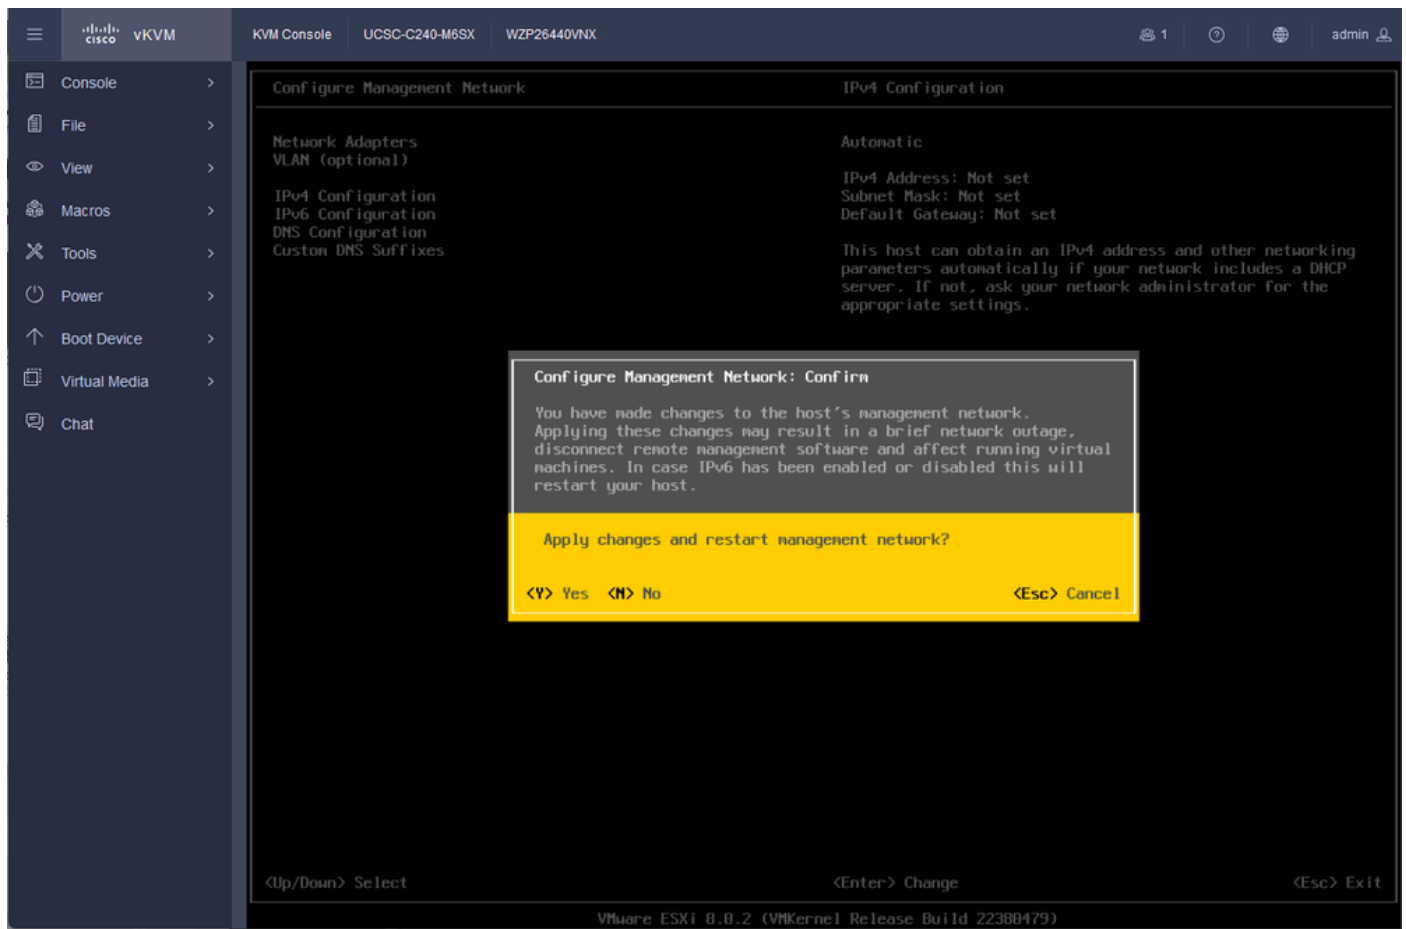 cisco vKVM
KVM Console UCSC-C240-M6SX WZP26440VNX 1 admin
Console
File
View
Macros
Tools
Power
Boot Device
Virtual Media
Chat
Configure Management Network IPv4 Configuration
Network Adapters
VLAN (optional)
IPv4 Configuration
IPv6 Configuration
DNS Configuration
Custom DNS Suffixes
Automatic
IPv4 Address: Not set
Subnet Mask: Not set
Default Gateway: Not set
This host can obtain an IPv4 address and other networking
parameters automatically if your network includes a DHCP
server. If not, ask your network administrator for the
appropriate settings.
Configure Management Network: Confirm
You have made changes to the host's management network.
Applying these changes may result in a brief network outage,
disconnect remote management software and affect running virtual
machines. In case IPv6 has been enabled or disabled this will
restart your host.
Apply changes and restart management network?
<Y> Yes <N> No <Esc> Cancel
<Up/Down> Select <Enter> Change <Esc> Exit
VMware ESXi 8.0.2 (VMKernel Release Build 22380479)